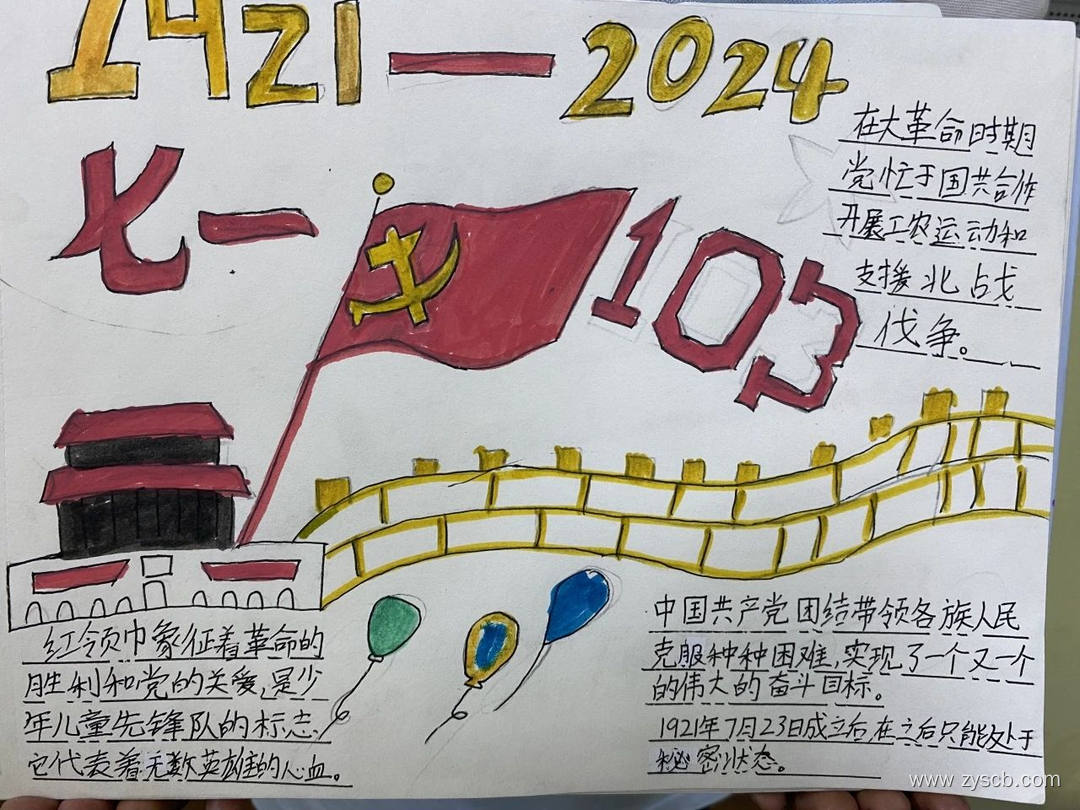 1921—2024
七一
103
在大革命时期
党忙于国共合作
开展工农运动和
支援北占戈
伐争。
红领巾象征着革命的
胜利和党的关爱,是少
年儿童先锋队的标志.
它代表着无数英雄的心血。
中国共产党团结带领各族人民
克服种种困难,实现了一个又一个
的伟大的奋斗目标。
1921年7月23日成立后,在之后只能处于
秘密状态。
www.zyscb.com